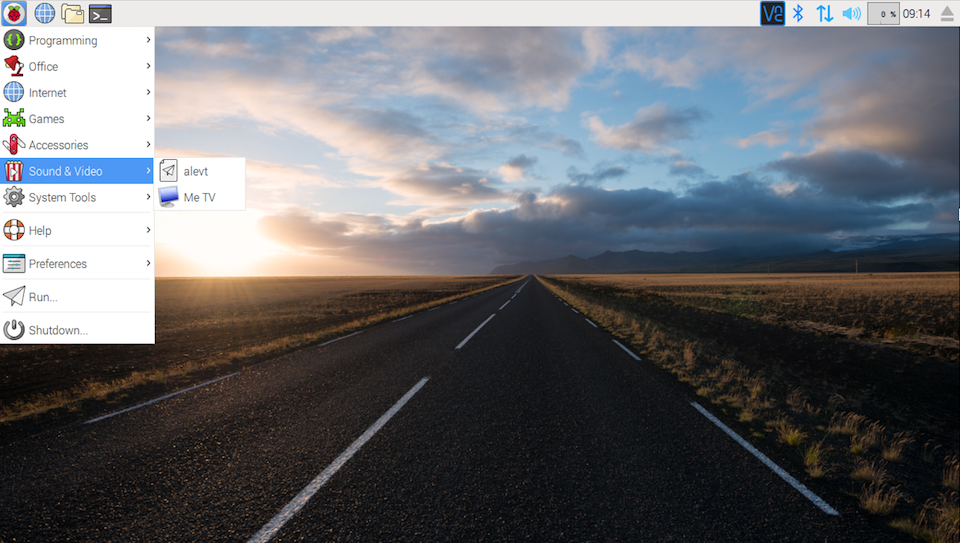 V2
0 %
09:14
Programming
Office
Internet
Games
Accessories
Sound & Video
alevt
System Tools
Me TV
Help
Preferences
Run...
Shutdown...